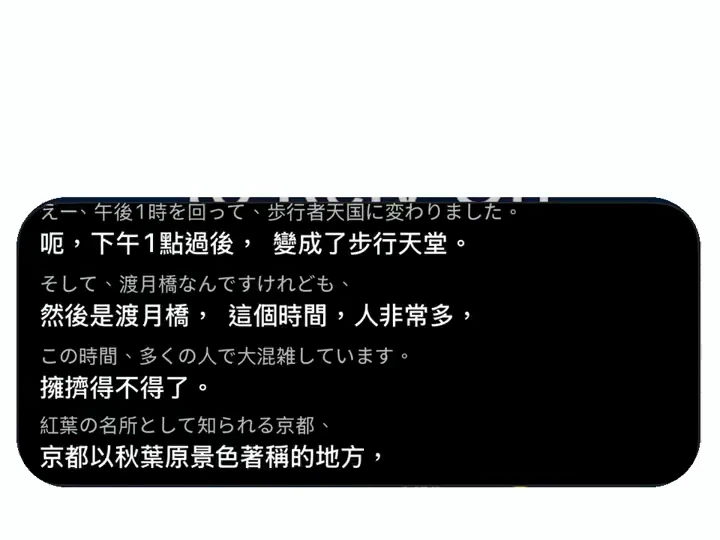 えー、午後1時を回って、歩行者天国に変わりました。
呃，下午1點過後， 變成了步行天堂。
そして、渡月橋なんですけれども、
然後是渡月橋， 這個時間，人非常多，
この時間、多くの人で大混雑しています。
擁擠得不得了。
紅葉の名所として知られる京都、
京都以秋葉原景色著稱的地方，